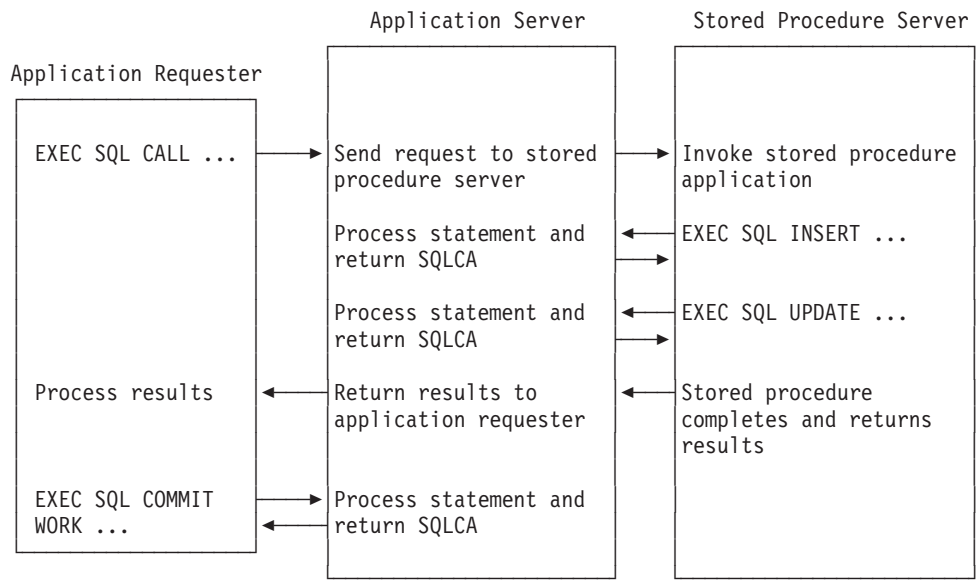 Application Server
Stored Procedure Server
Application Requester
EXEC SQL CALL ...
Send request to stored
procedure server
Invoke stored procedure
application
Process statement and
return SQLCA
EXEC SQL INSERT ...
Process statement and
return SQLCA
EXEC SQL UPDATE ...
Process results
Return results to
application requester
Stored procedure
completes and returns
results
EXEC SQL COMMIT
WORK ...
Process statement and
return SQLCA